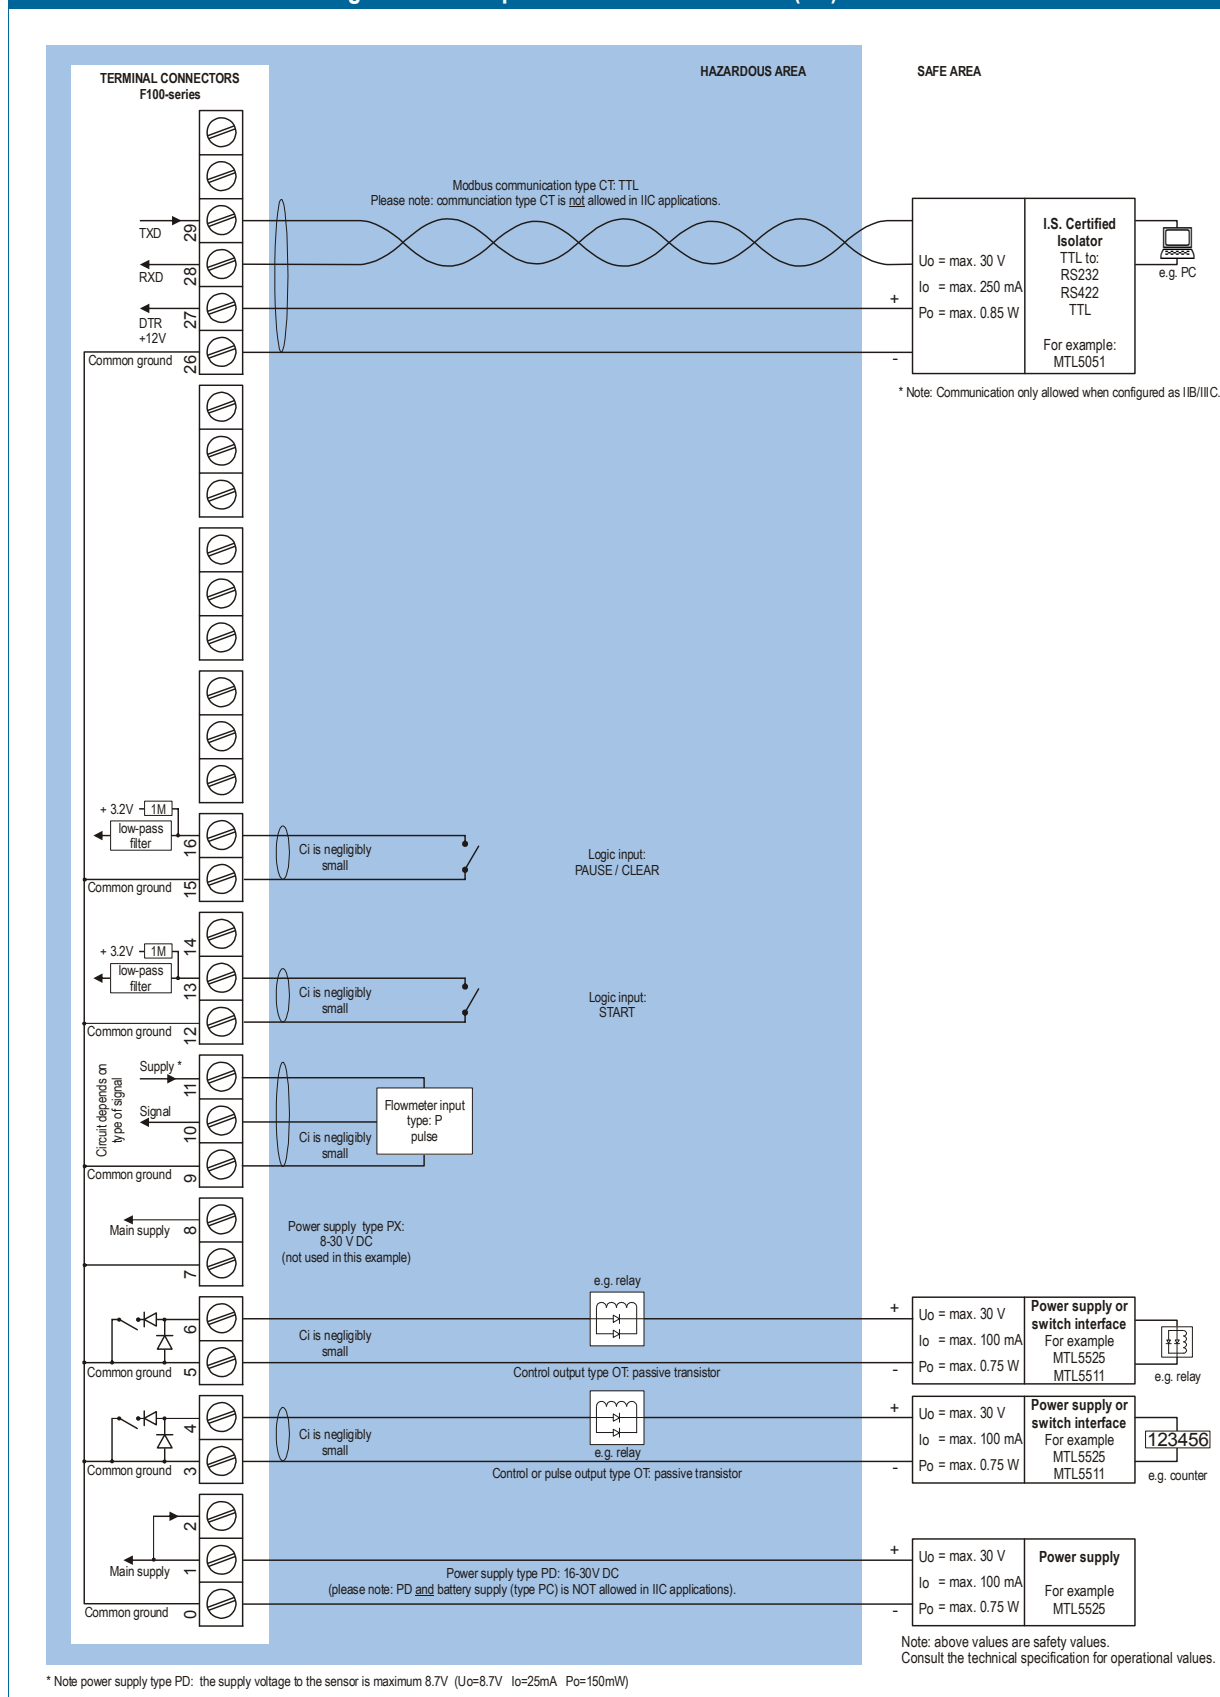 TERMINAL CONNECTORS
F100-series
HAZARDOUS AREA
SAFE AREA
Modbus communication type CT: TTL
Please note: communciation type CT is not allowed in IIC applications.
TXD
29
RXD
28
DTR
+12V
27
Common ground
26
+
-
Uo = max. 30 V
Io = max. 250 mA
Po = max. 0.85 W
I.S. Certified
Isolator
TTL to:
RS232
RS422
TTL
For example:
MTL5051
e.g. PC
* Note: Communication only allowed when configured as IIB/IIIC.
+ 3.2V
1M
low-pass
filter
16
Common ground
15
Ci is negligibly
small
Logic input:
PAUSE / CLEAR
14
+ 3.2V
1M
low-pass
filter
13
Common ground
12
Ci is negligibly
small
Logic input:
START
Circuit depends on
type of signal
Supply *
11
Signal
10
Common ground
9
Ci is negligibly
small
Flowmeter input
type: P
pulse
Main supply
8
7
Power supply type PX:
8-30 V DC
(not used in this example)
6
Common ground
5
Ci is negligibly
small
e.g. relay
Control output type OT: passive transistor
+
-
Uo = max. 30 V
Io = max. 100 mA
Po = max. 0.75 W
Power supply or
switch interface
For example
MTL5525
MTL5511
e.g. relay
4
Common ground
3
Ci is negligibly
small
e.g. relay
Control or pulse output type OT: passive transistor
+
-
Uo = max. 30 V
Io = max. 100 mA
Po = max. 0.75 W
Power supply or
switch interface
For example
MTL5525
MTL5511
123456
e.g. counter
2
Main supply
1
Common ground
0
Power supply type PD: 16-30V DC
(please note: PD and battery supply (type PC) is NOT allowed in IIC applications).
+
-
Uo = max. 30 V
Io = max. 100 mA
Po = max. 0.75 W
Power supply
For example
MTL5525
Note: above values are safety values.
Consult the technical specification for operational values.
* Note power supply type PD: the supply voltage to the sensor is maximum 8.7V (Uo=8.7V Io=25mA Po=150mW)